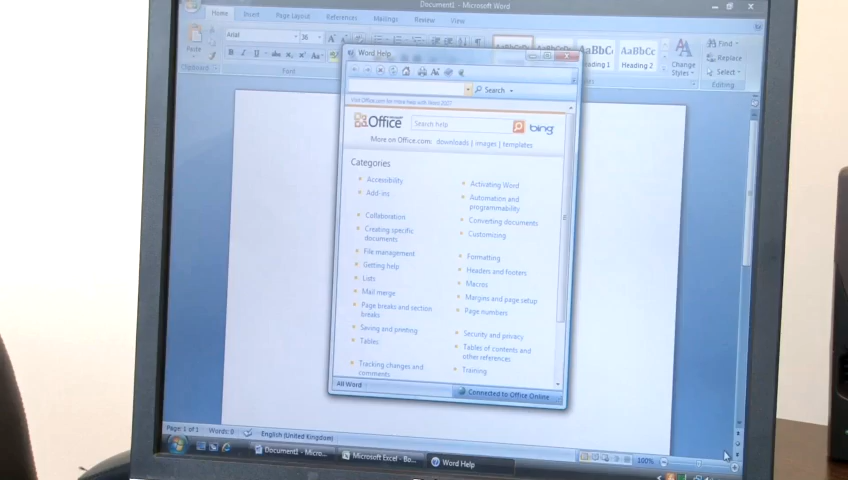 Document1 - Microsoft Word
Home Insert Page Layout References Mailings Review View
Paste
Clipboard
Arial 36
B I U
Font
AaBbC AaBbCc
Heading 1 Heading 2
Change Styles
Find
Replace
Select
Editing
Word Help
Search
Office
Search help
bing
More on Office.com: downloads | images | templates
Categories
Accessibility
Add-ins
Collaboration
Creating specific
documents
File management
Getting help
Lists
Mail merge
Page breaks and section
breaks
Saving and printing
Tables
Tracking changes and
comments
Activating Word
Automation and
programmability
Converting documents
Customizing
Formatting
Headers and footers
Macros
Margins and page setup
Page numbers
Security and privacy
Tables of contents and
other references
Training
All Word
Connected to Office Online
Page: 1 of 1 Words: 0 English (United Kingdom)
100%
Document1 - Micro... Microsoft Excel - Bo... Word Help